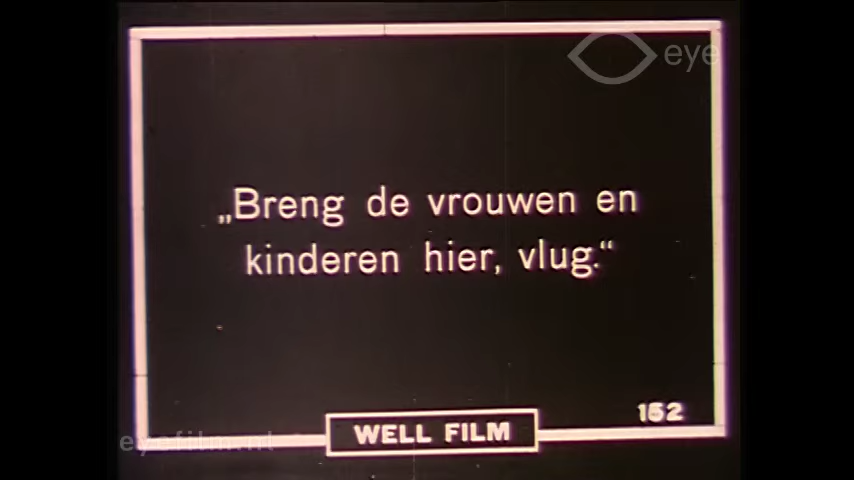 eye
„Breng de vrouwen en
kinderen hier, vlug.“
152
WELL FILM
eyefilm.nl